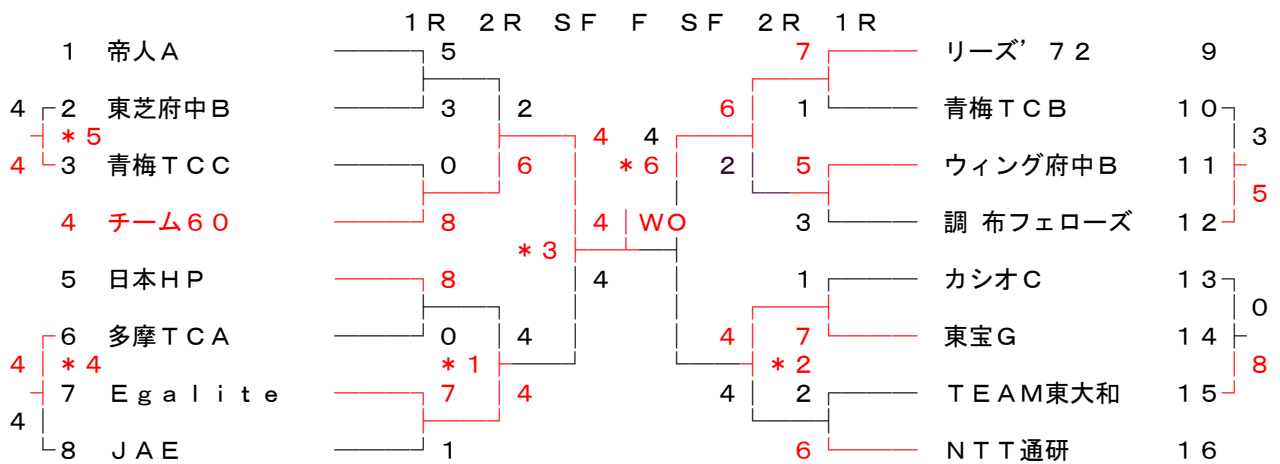 １Ｒ ２Ｒ ＳＦ Ｆ ＳＦ ２Ｒ １Ｒ
１ 帝人Ａ ５ ７ リーズ’７２ ９
４ ２ 東芝府中Ｂ ３ ２ ６ １ 青梅ＴＣＢ １０
＊５ ４ ４ ３
４ ３ 青梅ＴＣＣ ０ ６ ＊６ ２ ５ ウィング府中Ｂ １１
４ チーム６０ ８ ４ ＷＯ ３ 調 布フェローズ １２ ５
＊３
５ 日本ＨＰ ８ ４ １ カシオＣ １３
０
６ 多摩ＴＣＡ ０ ４ ４ ７ 東宝Ｇ １４
４ ＊４ ＊１ ＊２ ８
７ Ｅｇａｌｉｔｅ ７ ４ ４ ２ ＴＥＡＭ東大和 １５
４
８ ＪＡＥ １ ６ ＮＴＴ通研 １６